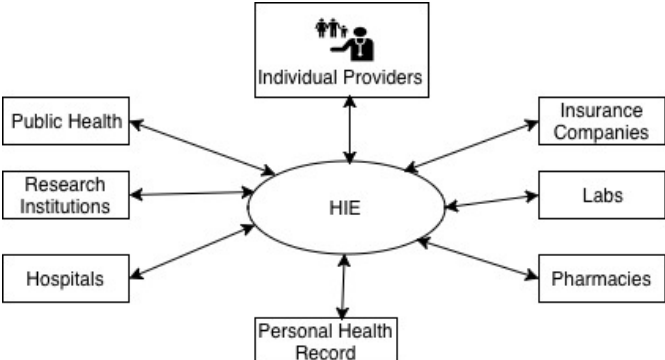 Individual Providers
Public Health
Insurance
Companies
Research
Institutions
HIE
Labs
Hospitals
Pharmacies
Personal Health
Record